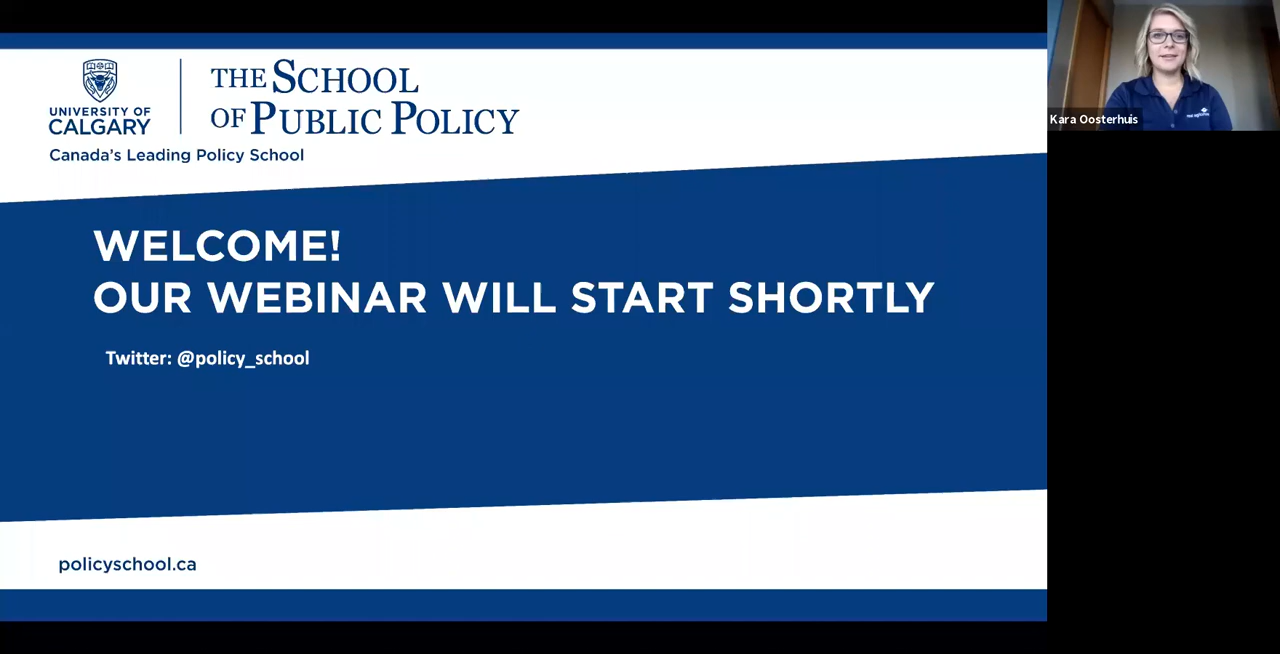 UNIVERSITY OF
CALGARY
THE SCHOOL
OF PUBLIC POLICY
Canada's Leading Policy School
WELCOME!
OUR WEBINAR WILL START SHORTLY
Twitter: @policy_school
policyschool.ca
Kara Oosterhuis